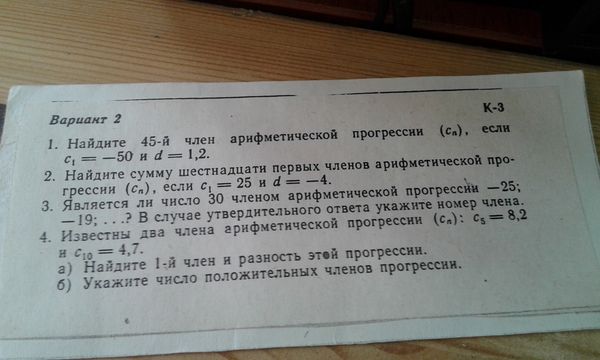 Вариант 2
К-3
1. Найдите 45-й член арифметической прогрессии (cₙ), если
c₁ = —50 и d = 1,2.
2. Найдите сумму шестнадцати первых членов арифметической про-
грессии (cₙ), если c₁ = 25 и d = —4.
3. Является ли число 30 членом арифметической прогрессии —25;
—19; ...? В случае утвердительного ответа укажите номер члена.
4. Известны два члена арифметической прогрессии (cₙ): c₅ = 8,2
и c₁₀ = 4,7.
а) Найдите 1-й член и разность этой прогрессии.
б) Укажите число положительных членов прогрессии.